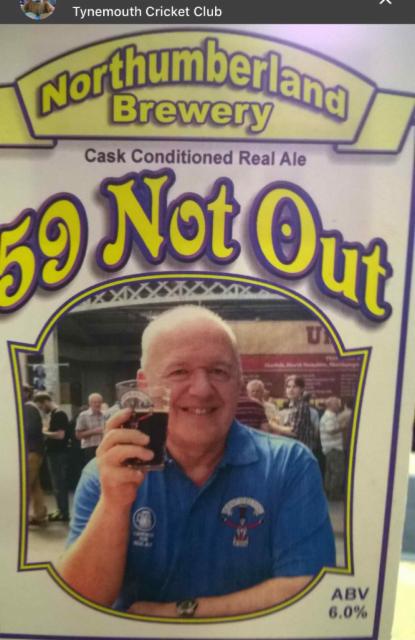 Tynemouth Cricket Club
Northumberland
Brewery
Cask Conditioned Real Ale
59 Not Out
ABV
6.0%